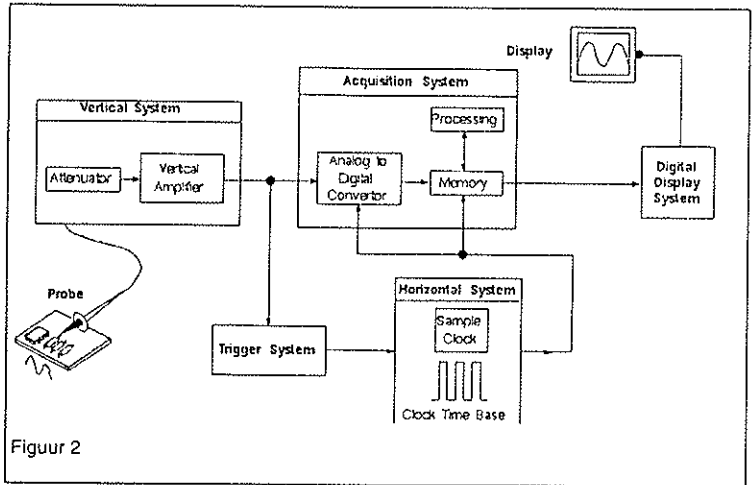 Display
Acquisition System
Vertical System
Processing
Attenuator
Vertical
Amplifier
Analog to
Digital
Convertor
Memory
Digital
Display
System
Probe
Horizontal System
Sample
Clock
Trigger System
Clock Time Base
Figuur 2